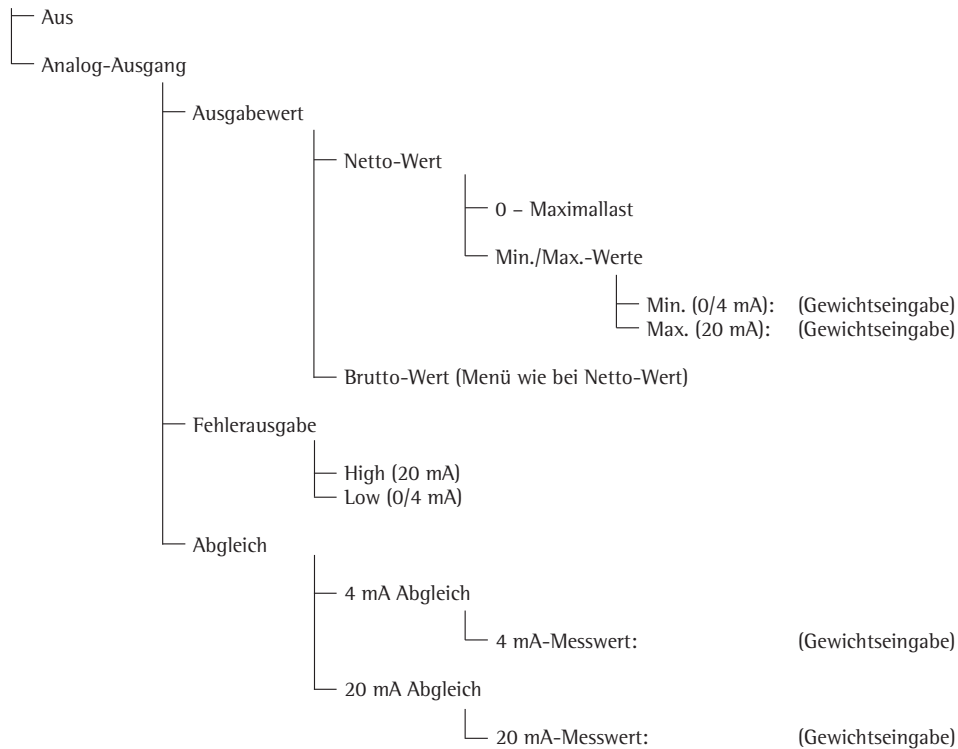 Aus
Analog-Ausgang
Ausgabewert
Netto-Wert
0 – Maximallast
Min./Max.-Werte
Min. (0/4 mA): (Gewichtseingabe)
Max. (20 mA): (Gewichtseingabe)
Brutto-Wert (Menü wie bei Netto-Wert)
Fehlerausgabe
High (20 mA)
Low (0/4 mA)
Abgleich
4 mA Abgleich
4 mA-Messwert: (Gewichtseingabe)
20 mA Abgleich
20 mA-Messwert: (Gewichtseingabe)